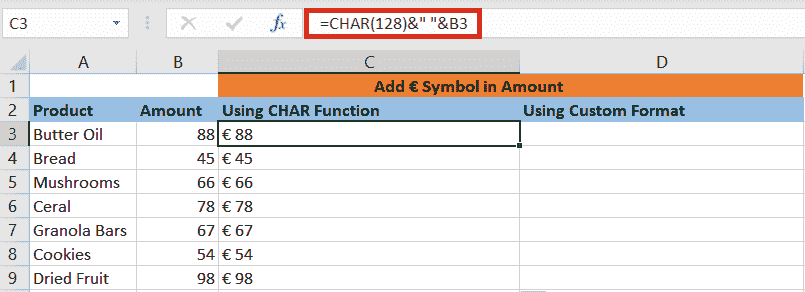 C3 fx =CHAR(128)&" "&B3
A B C D
1 Add € Symbol in Amount
2 Product Amount Using CHAR Function Using Custom Format
3 Butter Oil 88 € 88
4 Bread 45 € 45
5 Mushrooms 66 € 66
6 Ceral 78 € 78
7 Granola Bars 67 € 67
8 Cookies 54 € 54
9 Dried Fruit 98 € 98